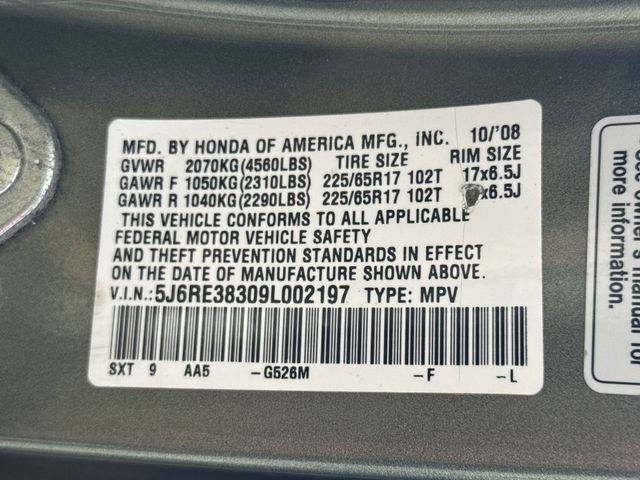 MFD. BY HONDA OF AMERICA MFG., INC. 10/'08
GVWR 2070KG(4560LBS) TIRE SIZE RIM SIZE
GAWR F 1050KG(2310LBS) 225/65R17 102T 17x6.5J
GAWR R 1040KG(2290LBS) 225/65R17 102T x6.5J
THIS VEHICLE CONFORMS TO ALL APPLICABLE
FEDERAL MOTOR VEHICLE SAFETY
AND THEFT PREVENTION STANDARDS IN EFFECT
ON THE DATE OF MANUFACTURE SHOWN ABOVE.
V.I.N.:5J6RE38309L002197 TYPE: MPV
SXT 9 AA5 -G526M -F -L
owner's
manual for
more
information.